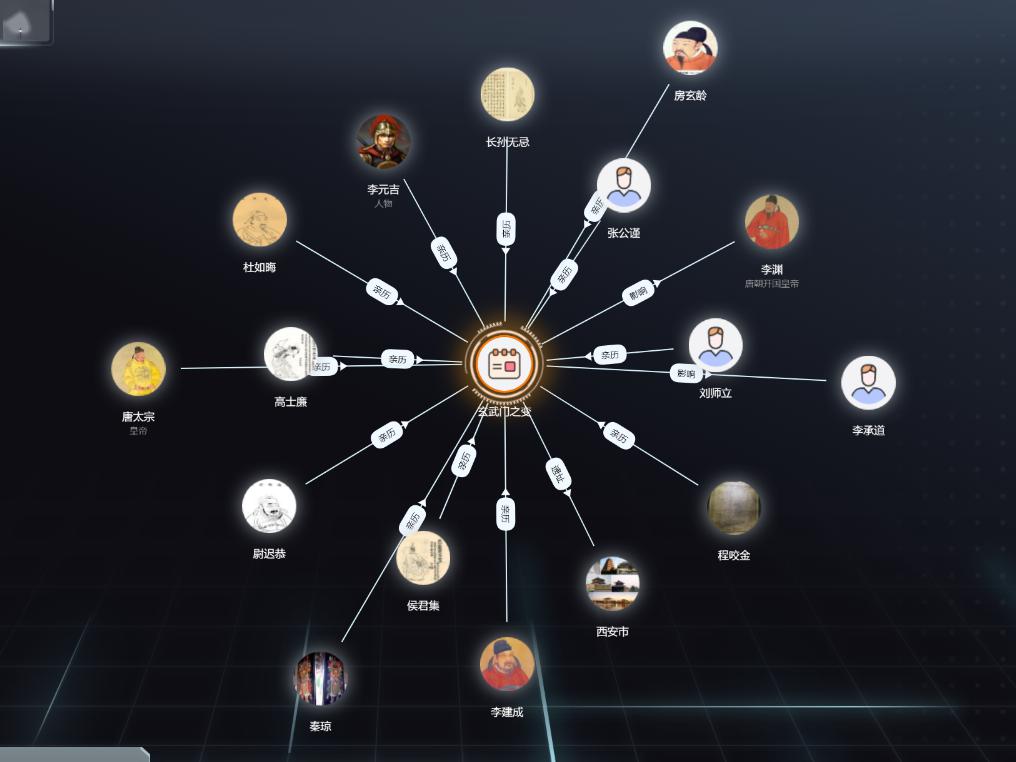 房玄龄
长孙无忌
李元吉
人物
张公谨
杜如晦
李渊
唐朝开国皇帝
亲历
亲历
亲历
亲历
亲历
影响
亲历
亲历
亲历
影响
刘师立
高士廉
唐太宗
皇帝
玄武门之变
李承道
亲历
亲历
亲历
遗址
亲历
亲历
尉迟恭
程咬金
侯君集
西安市
李建成
秦琼